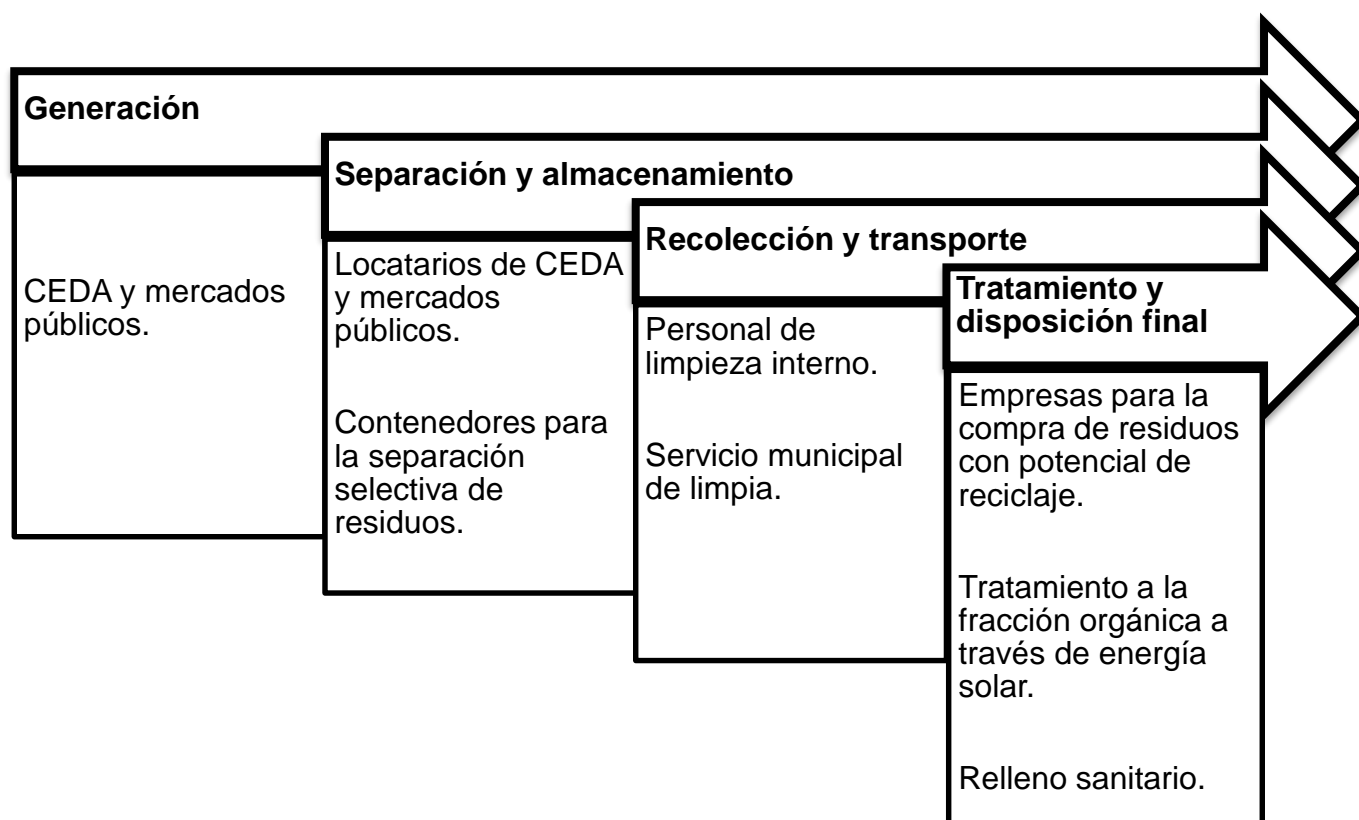 Generación
CEDA y mercados
públicos.
Separación y almacenamiento
Locatarios de CEDA
y mercados
públicos.
Contenedores para
la separación
selectiva de
residuos.
Recolección y transporte
Personal de
limpieza interno.
Servicio municipal
de limpia.
Tratamiento y
disposición final
Empresas para la
compra de residuos
con potencial de
reciclaje.
Tratamiento a la
fracción orgánica a
través de energía
solar.
Relleno sanitario.